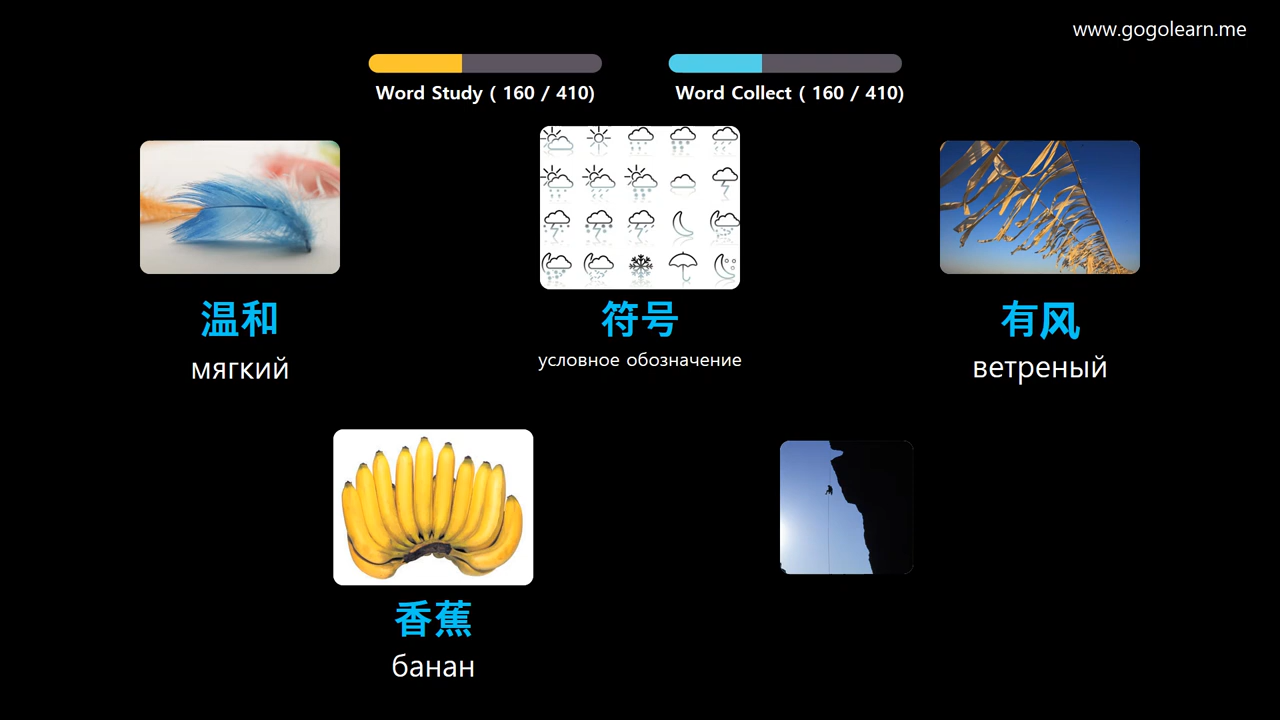 www.gogolearn.me
Word Study ( 160 / 410)
Word Collect ( 160 / 410)
温和
мягкий
符号
условное обозначение
有风
ветреный
香蕉
банан